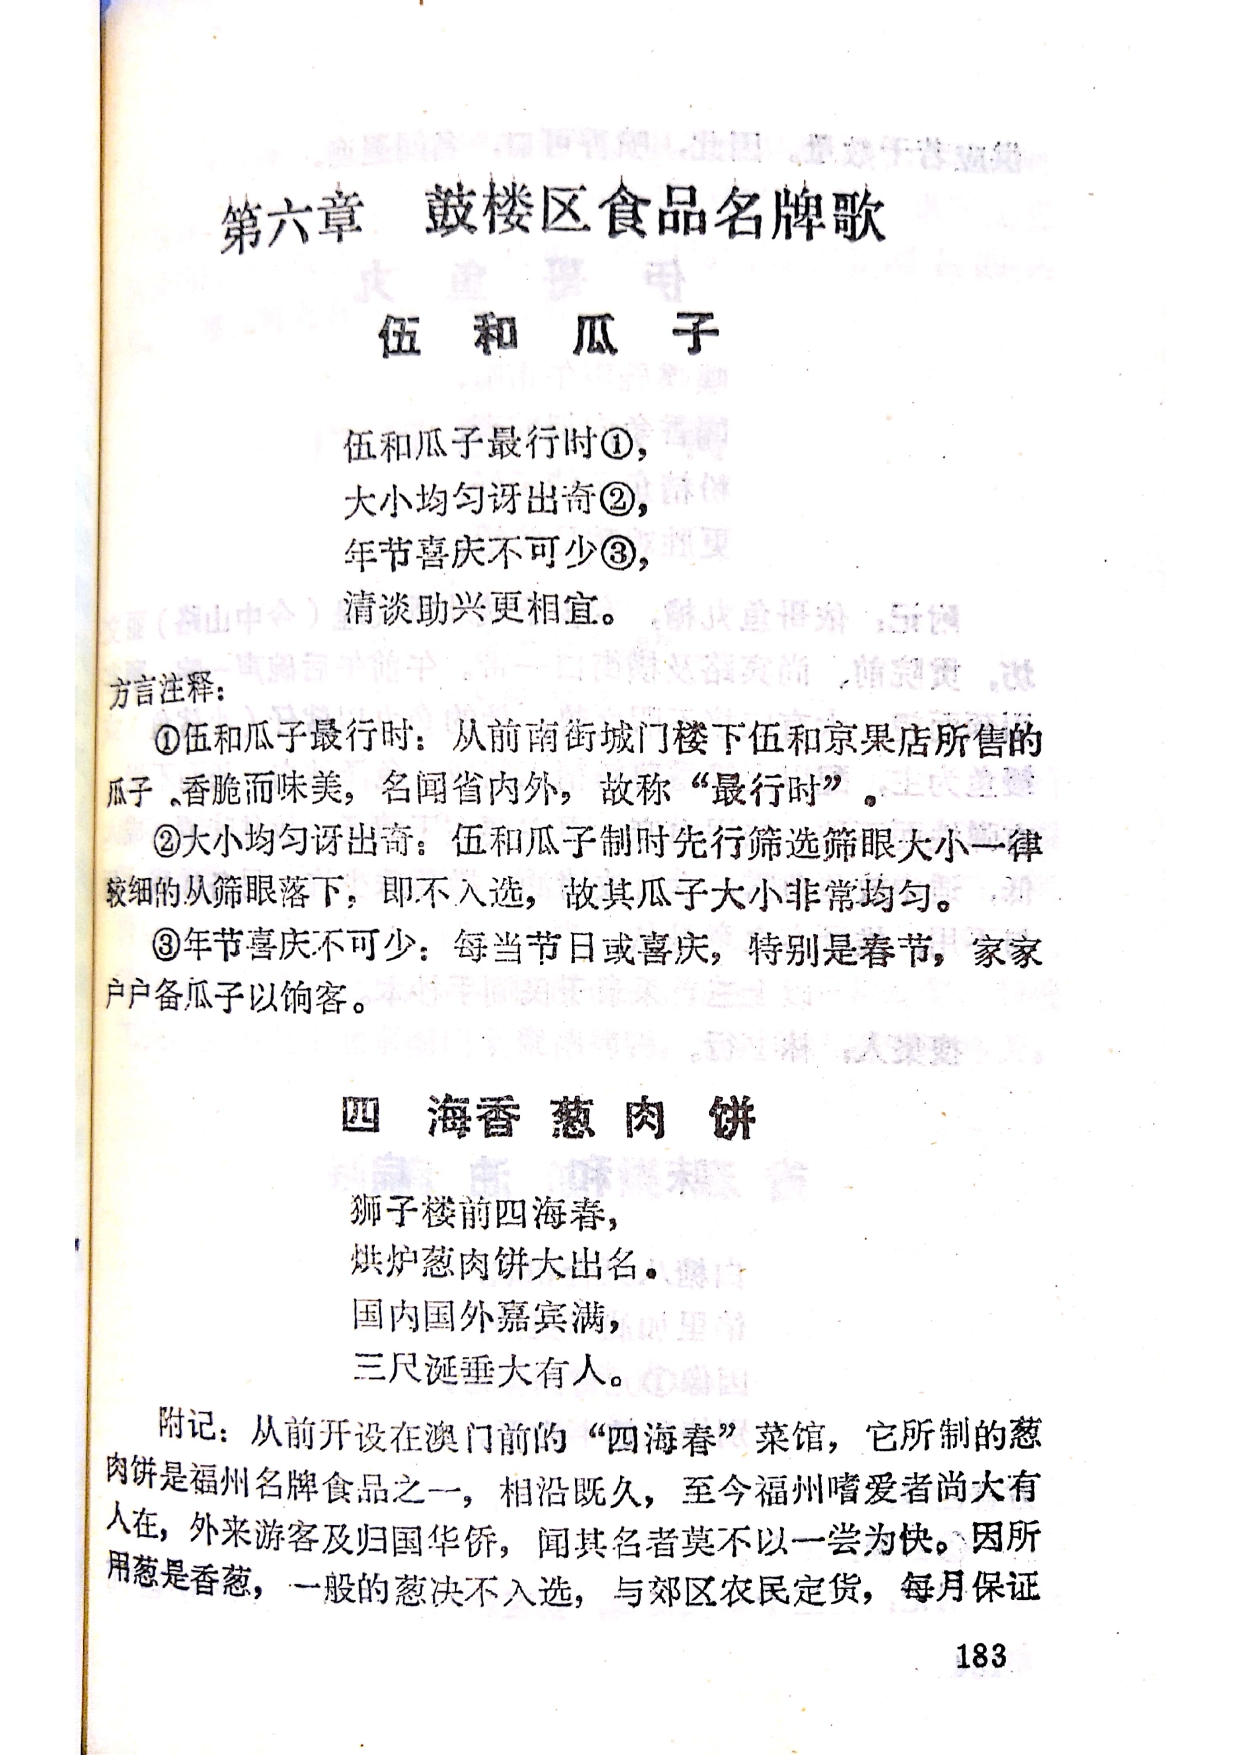 第六章 鼓楼区食品名牌歌
伍和瓜子
伍和瓜子最行时①，
大小均匀讶出奇②，
年节喜庆不可少③，
清谈助兴更相宜。
方言注释：
①伍和瓜子最行时：从前南街城门楼下伍和京果店所售的
瓜子、香脆而味美，名闻省内外，故称“最行时”。
②大小均匀讶出奇：伍和瓜子制时先行筛选筛眼大小一律
较细的从筛眼落下，即不入选，故其瓜子大小非常均匀。
③年节喜庆不可少：每当节日或喜庆，特别是春节，家家
户户备瓜子以饷客。
四海香葱肉饼
狮子楼前四海春，
烘炉葱肉饼大出名。
国内国外嘉宾满，
三尺涎垂大有人。
附记：从前开设在澳门前的“四海春”菜馆，它所制的葱
肉饼是福州名牌食品之一，相沿既久，至今福州嗜爱者尚大有
人在，外来游客及归国华侨，闻其名者莫不以一尝为快。因所
用葱是香葱，一般的葱决不入选，与郊区农民定货，每月保证
183